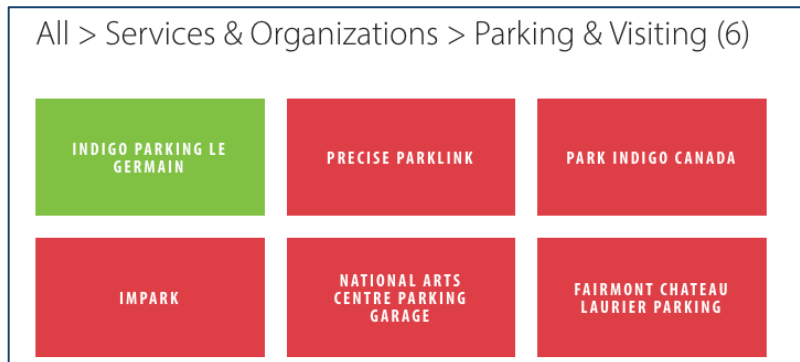 All > Services & Organizations > Parking & Visiting (6)
INDIGO PARKING LE
GERMAIN
PRECISE PARKLINK
PARK INDIGO CANADA
IMPARK
NATIONAL ARTS
CENTRE PARKING
GARAGE
FAIRMONT CHATEAU
LAURIER PARKING